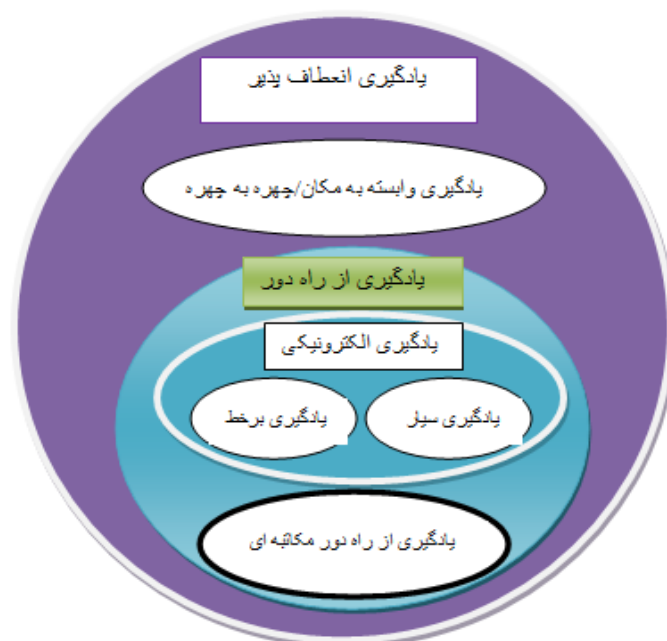 یادگیری انعطاف پذیر
یادگیری وابسته به مکان/چهره به چهره
یادگیری از راه دور
یادگیری الکترونیکی
یادگیری سیار
یادگیری برخط
یادگیری از راه دور مکاتبه ای